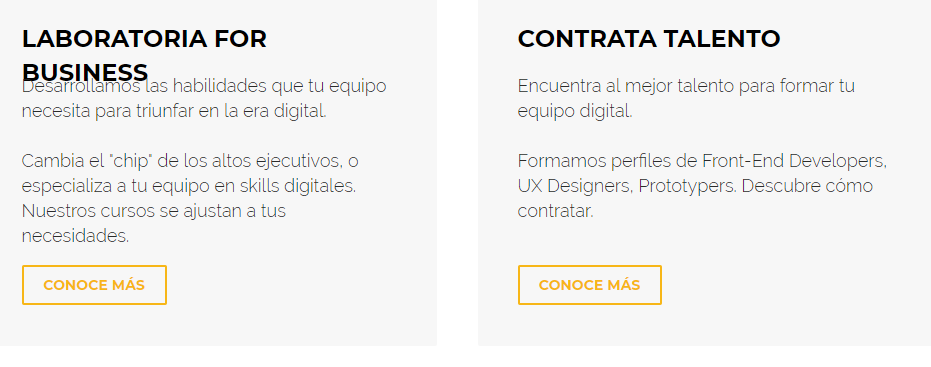 LABORATORIA FOR
BUSINESS
Desarrollamos las habilidades que tu equipo
necesita para triunfar en la era digital.
Cambia el "chip" de los altos ejecutivos, o
especializa a tu equipo en skills digitales.
Nuestros cursos se ajustan a tus
necesidades.
CONOCE MÁS
CONTRATA TALENTO
Encuentra al mejor talento para formar tu
equipo digital.
Formamos perfiles de Front-End Developers,
UX Designers, Prototypers. Descubre cómo
contratar.
CONOCE MÁS